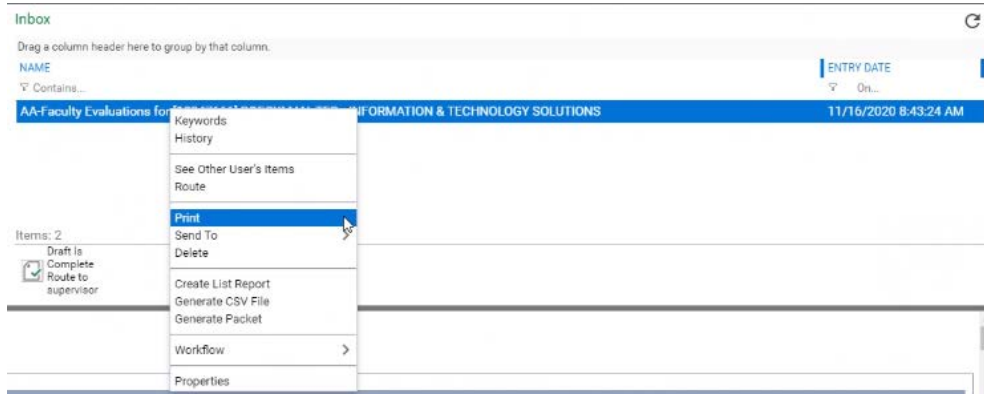 Inbox
Drag a column header here to group by that column.
NAME
ENTRY DATE
Contains...
On...
AA-Faculty Evaluations for INFORMATION & TECHNOLOGY SOLUTIONS
11/16/2020 8:43:24 AM
Keywords
History
See Other User's Items
Route
Print
Send To
Delete
Create List Report
Generate CSV File
Generate Packet
Workflow
Properties
Items: 2
Draft is
Complete
Route to
supervisor